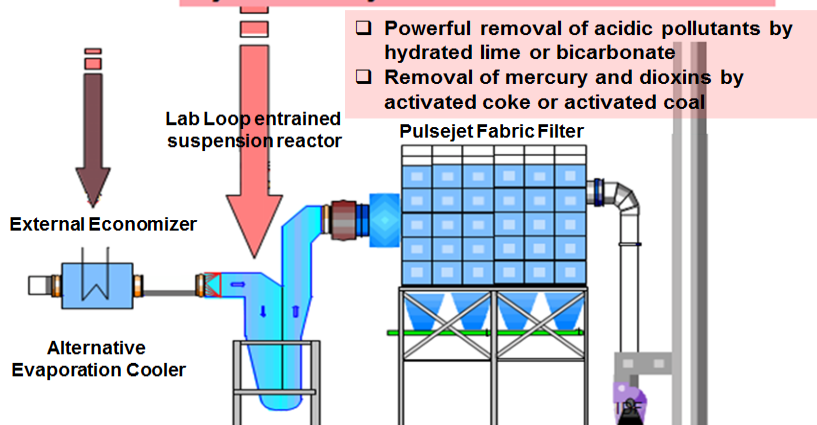 Powerful removal of acidic pollutants by
hydrated lime or bicarbonate
Removal of mercury and dioxins by
activated coke or activated coal
Lab Loop entrained
suspension reactor
Pulsejet Fabric Filter
External Economizer
Alternative
Evaporation Cooler
IDF